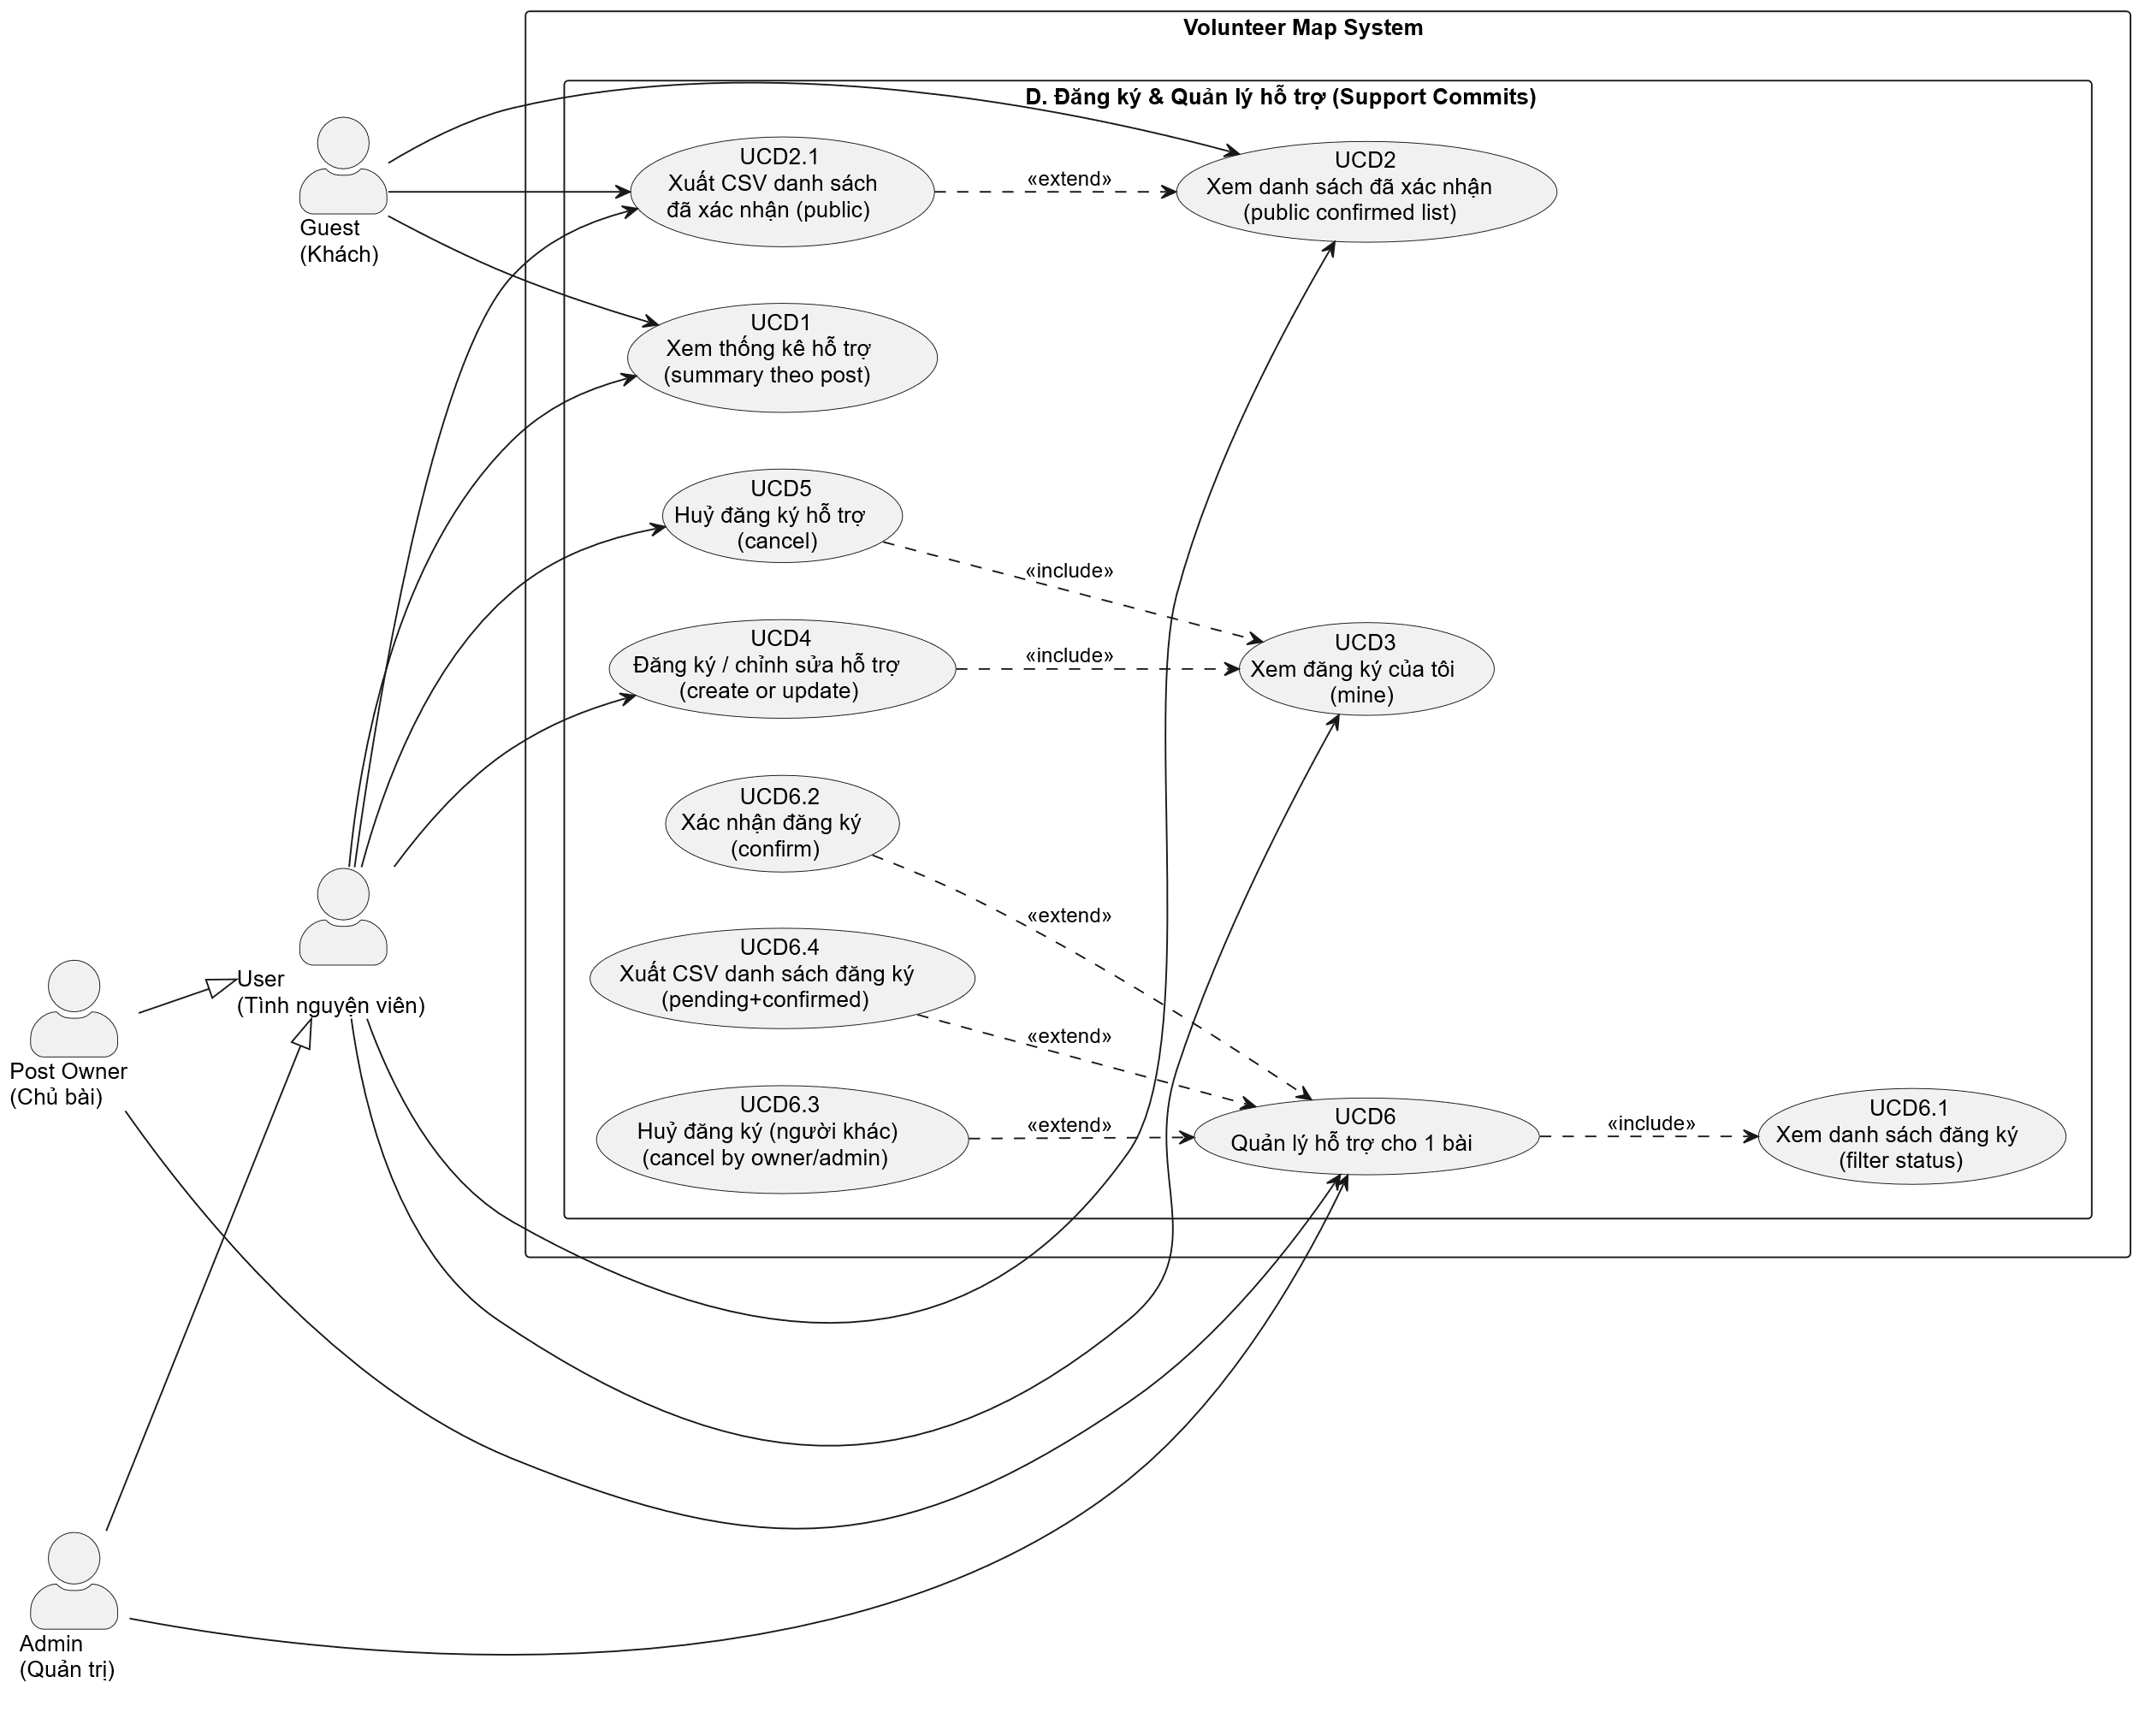 Volunteer Map System
D. Đăng ký & Quản lý hỗ trợ (Support Commits)
Guest
(Khách)
UCD2.1
Xuất CSV danh sách
đã xác nhận (public)
«extend»
UCD2
Xem danh sách đã xác nhận
(public confirmed list)
UCD1
Xem thống kê hỗ trợ
(summary theo post)
UCD5
Huỷ đăng ký hỗ trợ
(cancel)
«include»
UCD4
Đăng ký / chỉnh sửa hỗ trợ
(create or update)
«include»
UCD3
Xem đăng ký của tôi
(mine)
UCD6.2
Xác nhận đăng ký
(confirm)
«extend»
User
(Tình nguyện viên)
UCD6.4
Xuất CSV danh sách đăng ký
(pending+confirmed)
«extend»
Post Owner
(Chủ bài)
UCD6.3
Huỷ đăng ký (người khác)
(cancel by owner/admin)
«extend»
UCD6
Quản lý hỗ trợ cho 1 bài
«include»
UCD6.1
Xem danh sách đăng ký
(filter status)
Admin
(Quản trị)